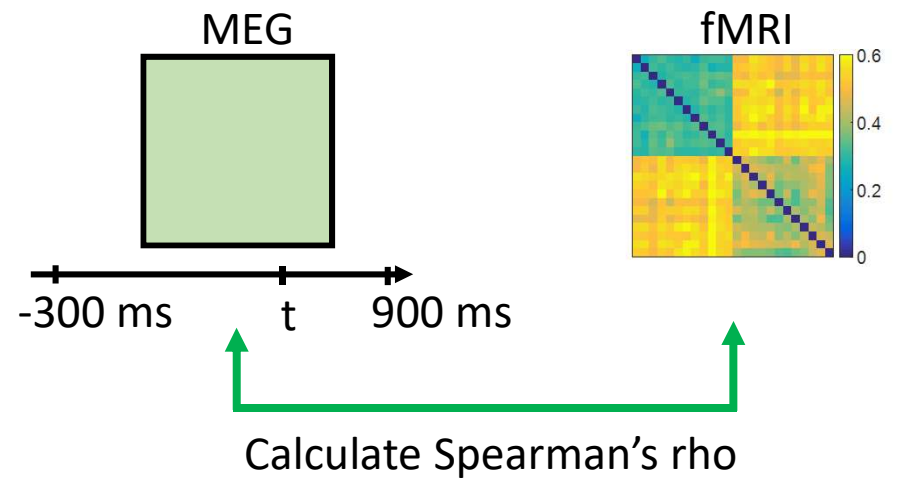 MEG
fMRI
0.6
0.4
0.2
0
-300 ms
t
900 ms
Calculate Spearman’s rho